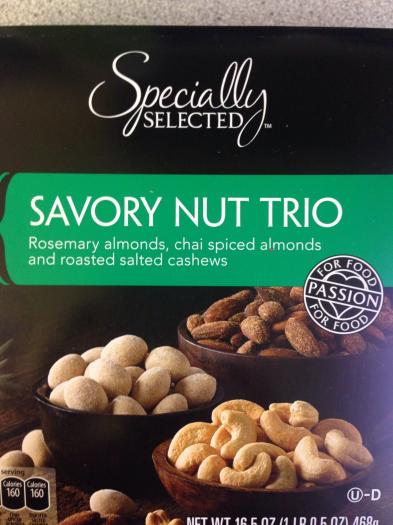 Specially
SELECTED™
SAVORY NUT TRIO
Rosemary almonds, chai spiced almonds
and roasted salted cashews
FOR FOOD
PASSION
FOR FOOD
serving
Calories Calories
160 160
U-D
NET WT 16.5 OZ (1 LB 0.5 OZ) 468g